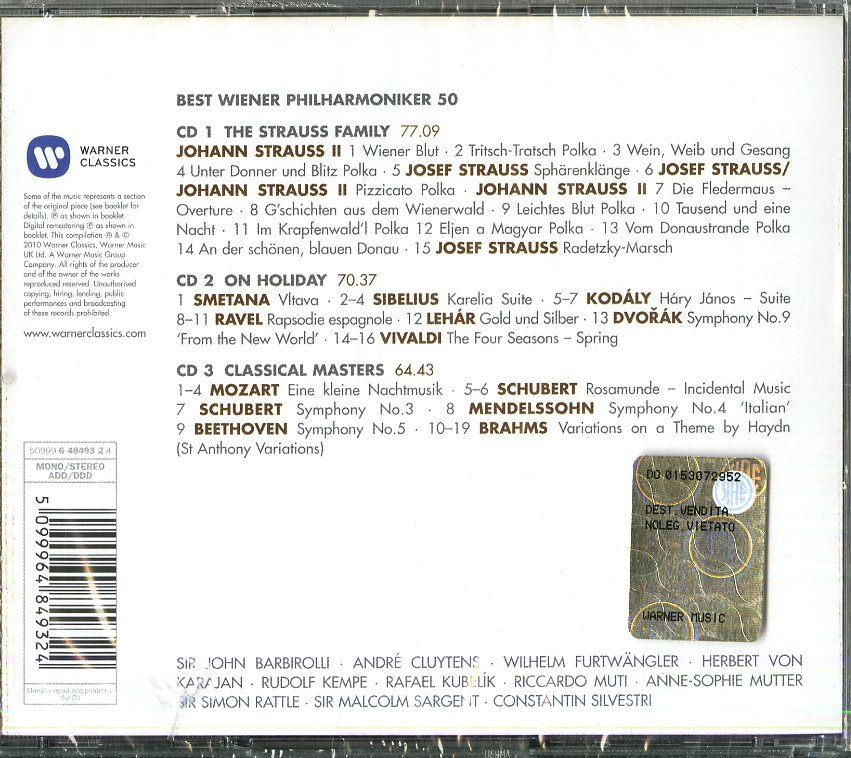 BEST WIENER PHILHARMONIKER 50
CD 1 THE STRAUSS FAMILY 77.09
JOHANN STRAUSS II 1 Wiener Blut · 2 Tritsch-Tratsch Polka · 3 Wein, Weib und Gesang
4 Unter Donner und Blitz Polka · 5 JOSEF STRAUSS Sphärenklänge · 6 JOSEF STRAUSS/
JOHANN STRAUSS II Pizzicato Polka · JOHANN STRAUSS II 7 Die Fledermaus –
Overture · 8 G'schichten aus dem Wienerwald · 9 Leichtes Blut Polka · 10 Tausend und eine
Nacht · 11 Im Krapfenwald'l Polka 12 Eljen a Magyar Polka · 13 Vom Donaustrande Polka
14 An der schönen, blauen Donau · 15 JOSEF STRAUSS Radetzky-Marsch
CD 2 ON HOLIDAY 70.37
1 SMETANA Vltava · 2–4 SIBELIUS Karelia Suite · 5–7 KODÁLY Háry János – Suite
8–11 RAVEL Rapsodie espagnole · 12 LEHÁR Gold und Silber · 13 DVOŘÁK Symphony No.9
'From the New World' · 14–16 VIVALDI The Four Seasons – Spring
CD 3 CLASSICAL MASTERS 64.43
1–4 MOZART Eine kleine Nachtmusik · 5–6 SCHUBERT Rosamunde – Incidental Music
7 SCHUBERT Symphony No.3 · 8 MENDELSSOHN Symphony No.4 'Italian'
9 BEETHOVEN Symphony No.5 · 10–19 BRAHMS Variations on a Theme by Haydn
(St Anthony Variations)
WARNER
CLASSICS
Some of the music represents a section
of the original piece (see booklet for
details). ℗ as shown in booklet.
Digital remastering ℗ as shown in
booklet. This compilation ℗ & ©
2010 Warner Classics, Warner Music
UK Ltd. A Warner Music Group
Company. All rights of the producer
and of the owner of the works
reproduced reserved. Unauthorised
copying, hiring, lending, public
performances and broadcasting
of these records prohibited.
www.warnerclassics.com
50999 6 48493 2 4
MONO/STEREO
ADD/DDD
5 099964 849324
Manufactured and printed in
the EU
DO 0153072952
DEST.VENDITA
NOLEG.VIETATO
WARNER MUSIC
SIR JOHN BARBIROLLI · ANDRÉ CLUYTENS · WILHELM FURTWÄNGLER · HERBERT VON
KARAJAN · RUDOLF KEMPE · RAFAEL KUBELÍK · RICCARDO MUTI · ANNE-SOPHIE MUTTER
SIR SIMON RATTLE · SIR MALCOLM SARGENT · CONSTANTIN SILVESTRI